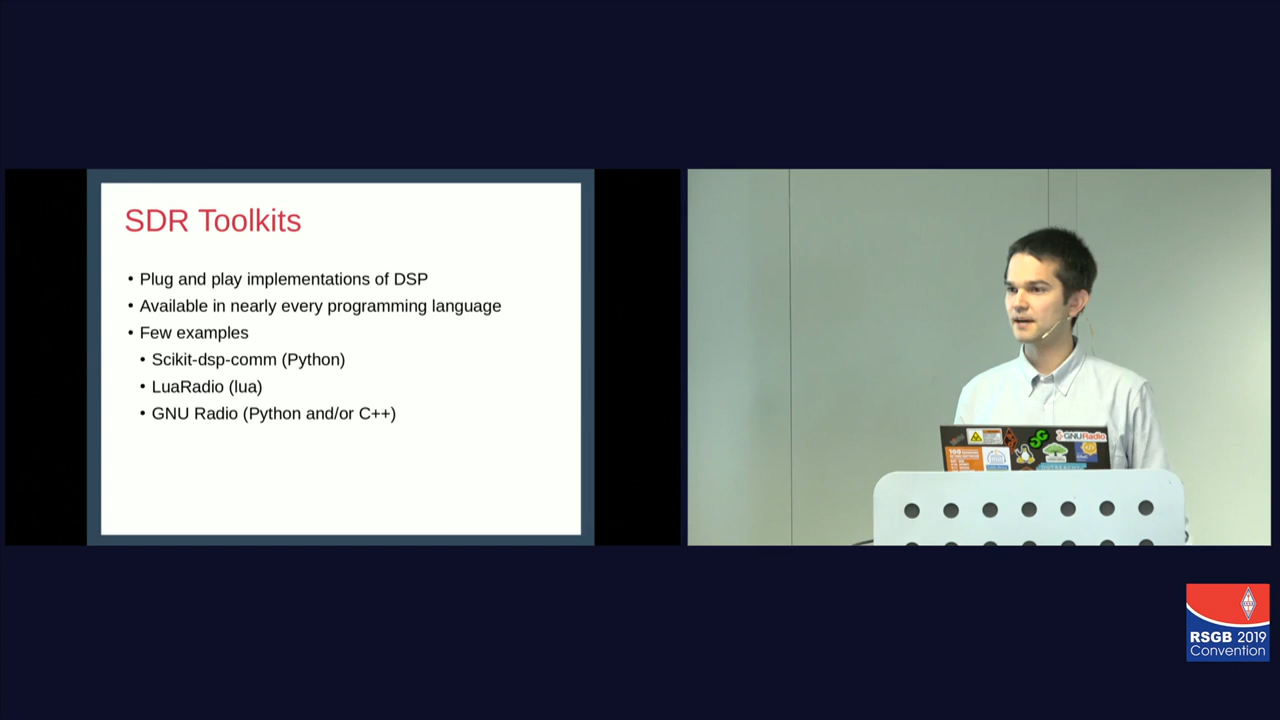 SDR Toolkits
• Plug and play implementations of DSP
• Available in nearly every programming language
• Few examples
• Scikit-dsp-comm (Python)
• LuaRadio (lua)
• GNU Radio (Python and/or C++)
GNURadio
RSGB 2019
Convention